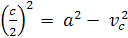 (c/2)² = a² − v_c²